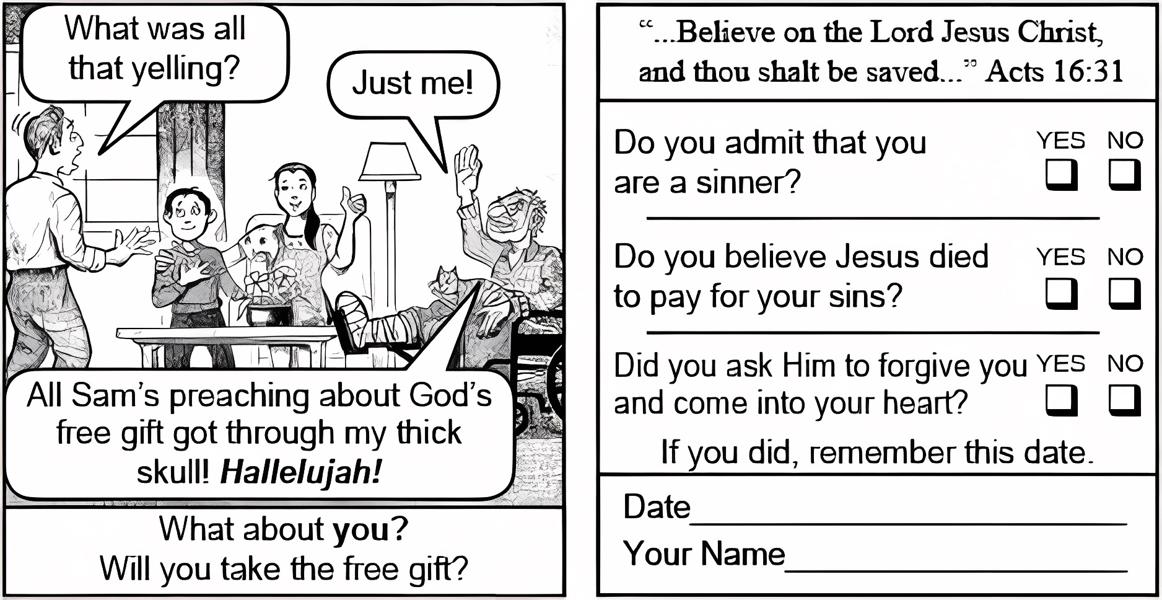 What was all
that yelling?
Just me!
All Sam's preaching about God's
free gift got through my thick
skull! Hallelujah!
What about you?
Will you take the free gift?
"...Believe on the Lord Jesus Christ,
and thou shalt be saved..." Acts 16:31
Do you admit that you
are a sinner?
YES NO
Do you believe Jesus died
to pay for your sins?
YES NO
Did you ask Him to forgive you
and come into your heart?
YES NO
If you did, remember this date.
Date
Your Name